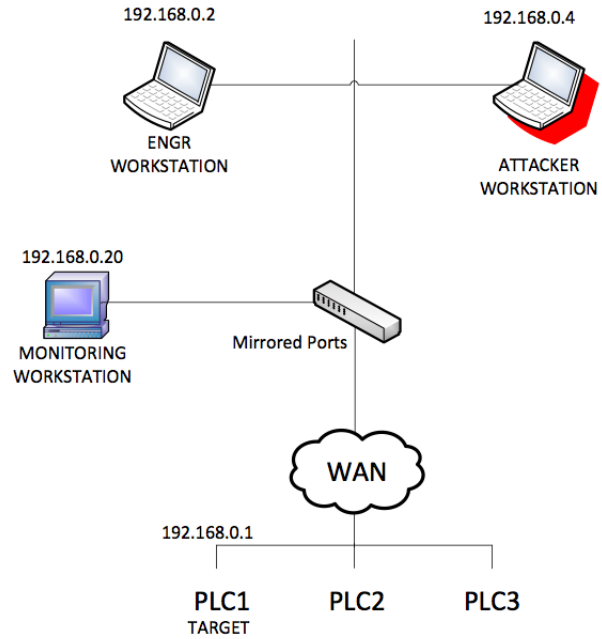 192.168.0.2
192.168.0.4
ENGR
WORKSTATION
ATTACKER
WORKSTATION
192.168.0.20
Mirrored Ports
MONITORING
WORKSTATION
WAN
192.168.0.1
PLC1
PLC2
PLC3
TARGET